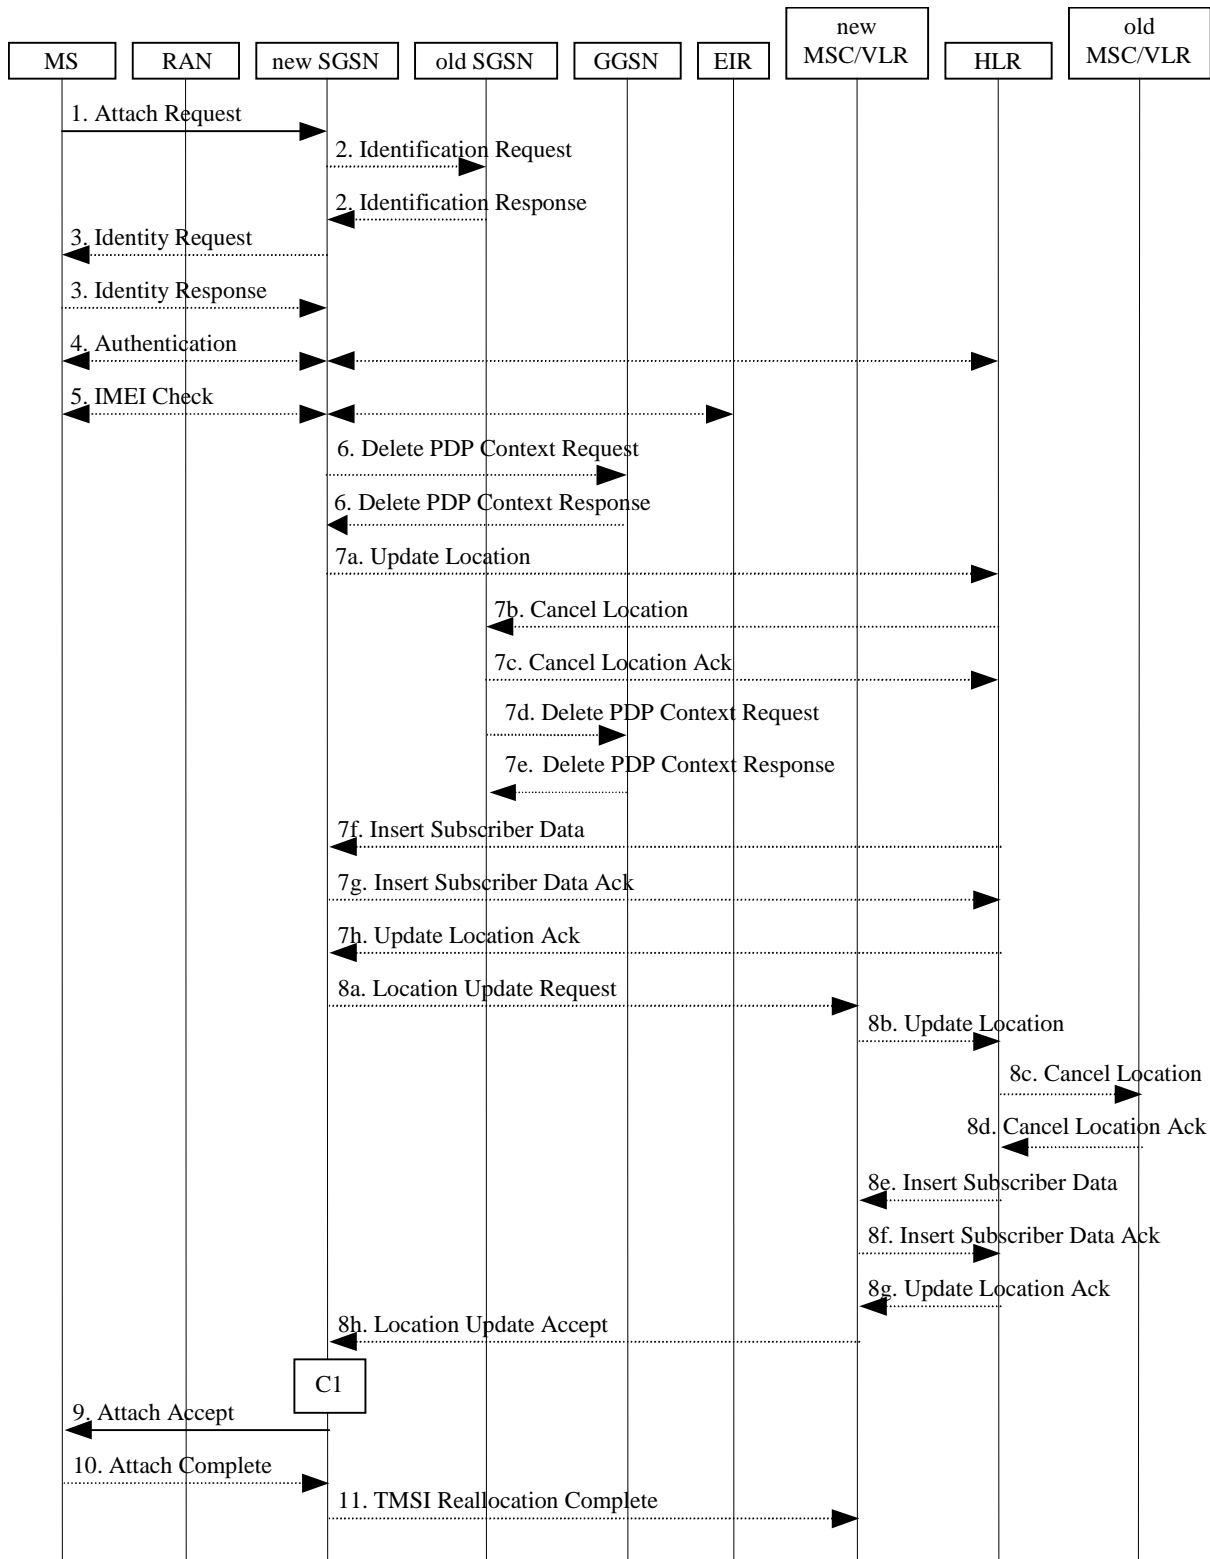 MS
RAN
new SGSN
old SGSN
GGSN
EIR
new
MSC/VLR
HLR
old
MSC/VLR
1. Attach Request
2. Identification Request
2. Identification Response
3. Identity Request
3. Identity Response
4. Authentication
5. IMEI Check
6. Delete PDP Context Request
6. Delete PDP Context Response
7a. Update Location
7b. Cancel Location
7c. Cancel Location Ack
7d. Delete PDP Context Request
7e. Delete PDP Context Response
7f. Insert Subscriber Data
7g. Insert Subscriber Data Ack
7h. Update Location Ack
8a. Location Update Request
8b. Update Location
8c. Cancel Location
8d. Cancel Location Ack
8e. Insert Subscriber Data
8f. Insert Subscriber Data Ack
8g. Update Location Ack
8h. Location Update Accept
C1
9. Attach Accept
10. Attach Complete
11. TMSI Reallocation Complete